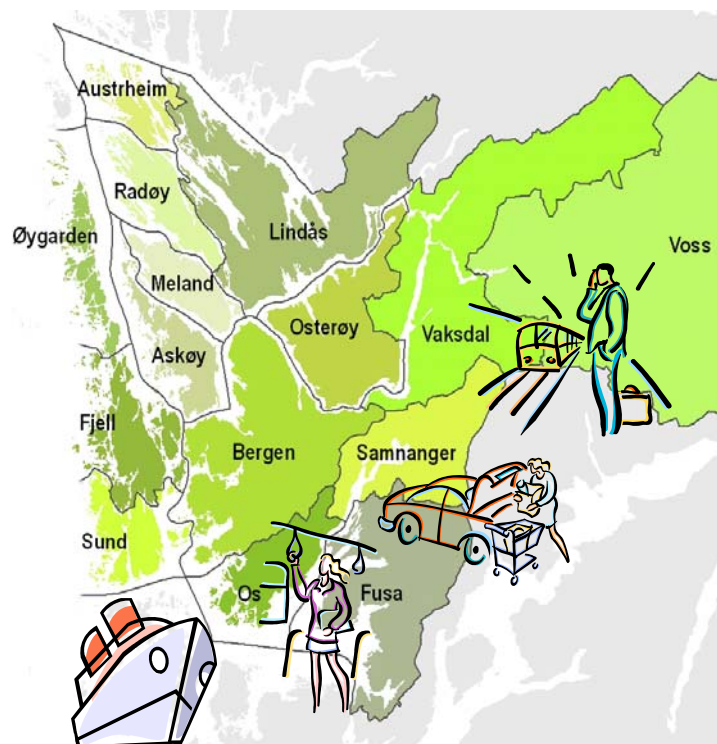 Austrheim
Radøy
Øygarden
Lindås
Voss
Meland
Osterøy
Vaksdal
Askøy
Fjell
Bergen
Samnanger
Sund
Os
Fusa